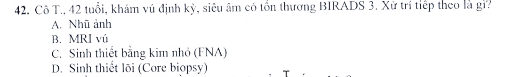 42. Cô T., 42 tuổi, khám vú định kỳ, siêu âm có tổn thương BIRADS 3. Xử trí tiếp theo là gì?
A. Nhũ ảnh
B. MRI vú
C. Sinh thiết bằng kim nhỏ (FNA)
D. Sinh thiết lõi (Core biopsy)